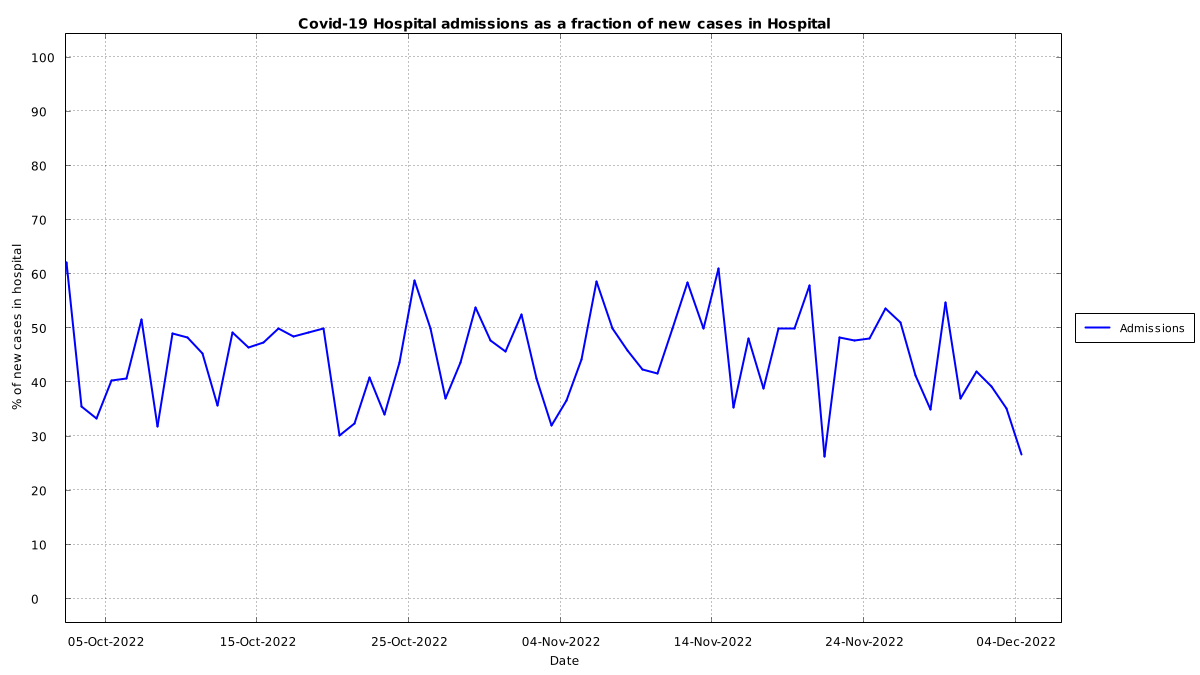 Covid-19 Hospital admissions as a fraction of new cases in Hospital
100
90
80
70
60
50
40
30
20
10
0
% of new cases in hospital
05-Oct-2022 15-Oct-2022 25-Oct-2022 04-Nov-2022 14-Nov-2022 24-Nov-2022 04-Dec-2022
Date
Admissions